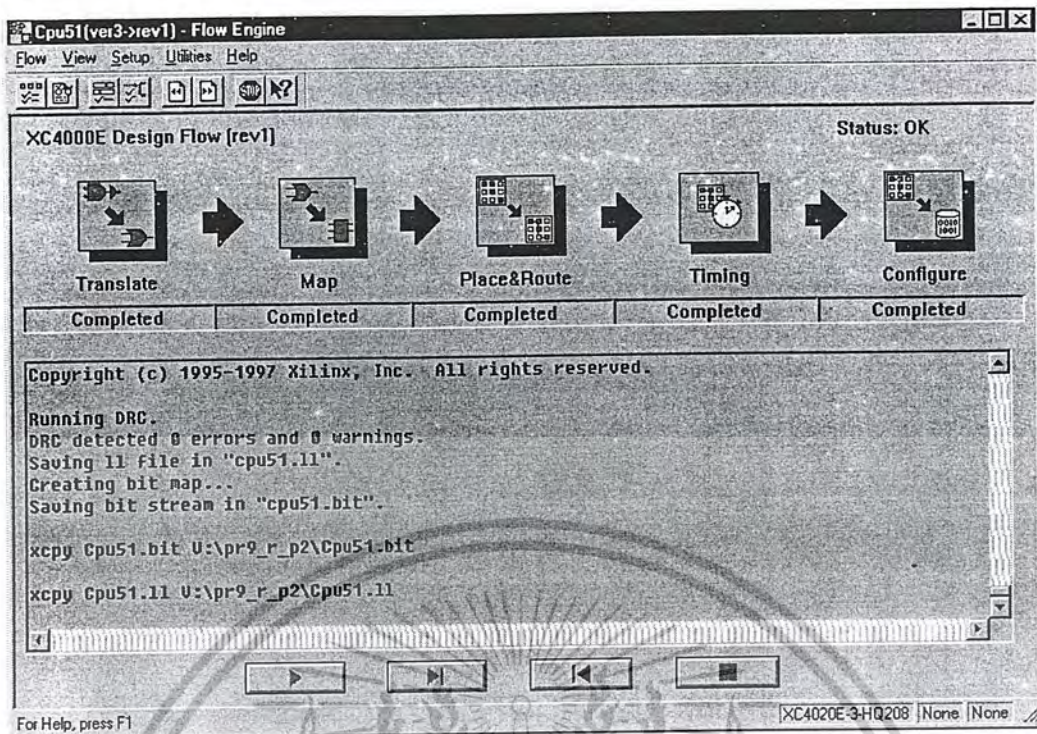 Cpu51(ver3->rev1) - Flow Engine
Flow View Setup Utilities Help
STOP
XC4000E Design Flow (rev1)
Status: OK
Translate
Map
Place&Route
Timing
Configure
Completed
Completed
Completed
Completed
Completed
Copyright (c) 1995-1997 Xilinx, Inc. All rights reserved.
Running DRC.
DRC detected 0 errors and 0 warnings.
Saving ll file in "cpu51.ll".
Creating bit map...
Saving bit stream in "cpu51.bit".
xcpy Cpu51.bit V:\pr9_r_p2\Cpu51.bit
xcpy Cpu51.ll V:\pr9_r_p2\Cpu51.ll
For Help, press F1
XC4020E-3-HQ208 None None